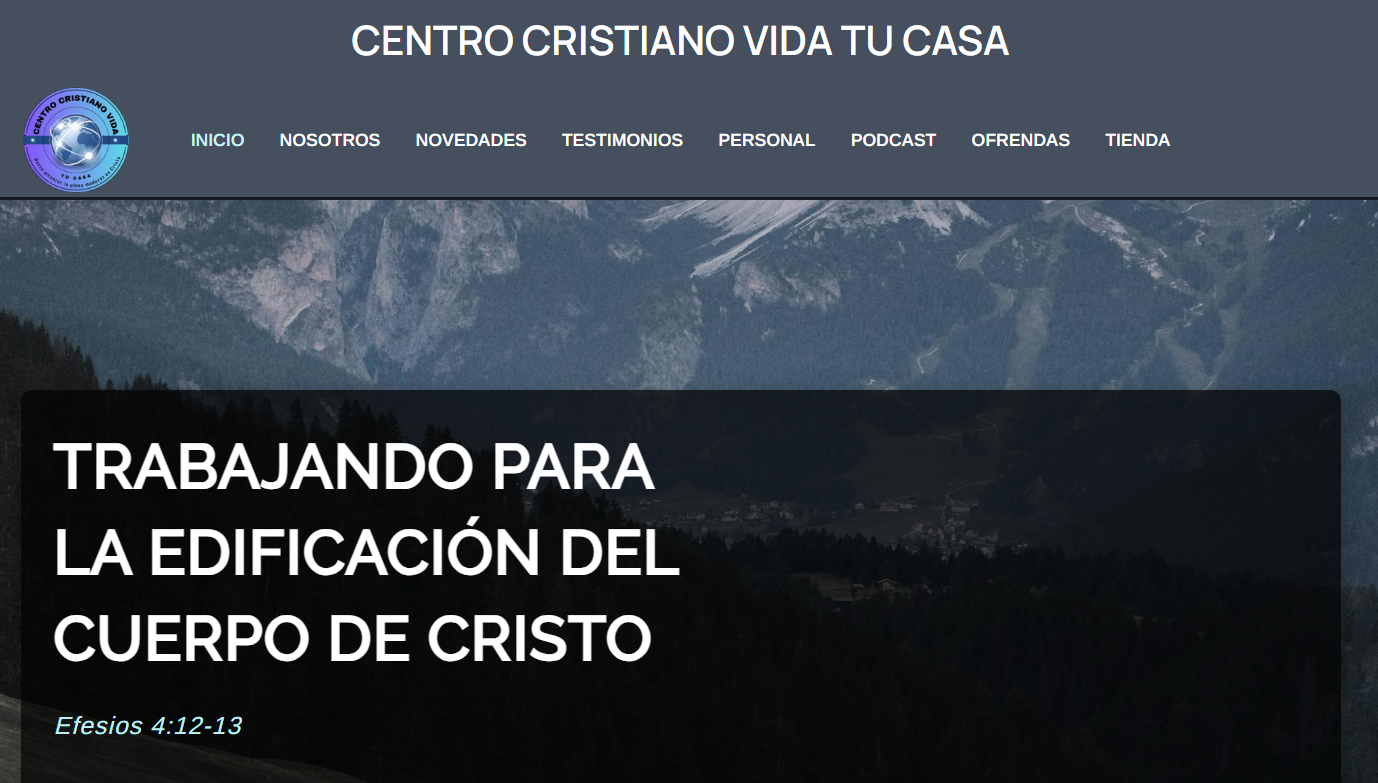 CENTRO CRISTIANO VIDA TU CASA
CENTRO CRISTIANO VIDA
TU CASA
INICIO NOSOTROS NOVEDADES TESTIMONIOS PERSONAL PODCAST OFRENDAS TIENDA
TRABAJANDO PARA
LA EDIFICACIÓN DEL
CUERPO DE CRISTO
Efesios 4:12-13